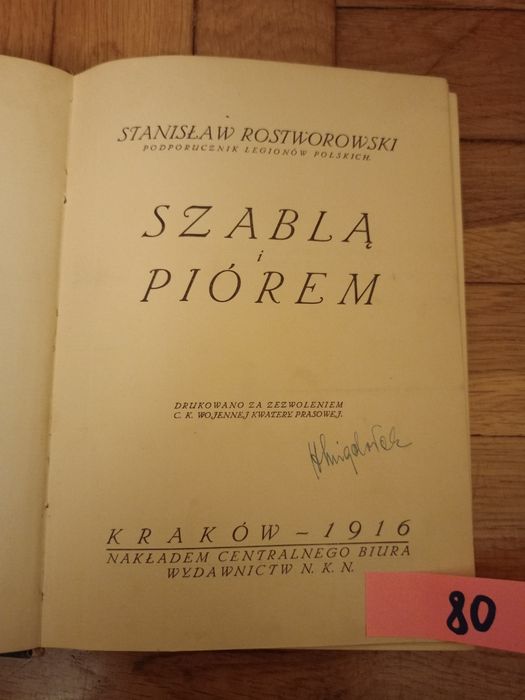 STANISŁAW ROSTWOROWSKI
PODPORUCZNIK LEGIONÓW POLSKICH.
SZABLĄ
i
PIÓREM
DRUKOWANO ZA ZEZWOLENIEM
C. K. WOJENNEJ KWATERY PRASOWEJ.
KRAKÓW – 1916
NAKŁADEM CENTRALNEGO BIURA
WYDAWNICTW N. K. N.
80